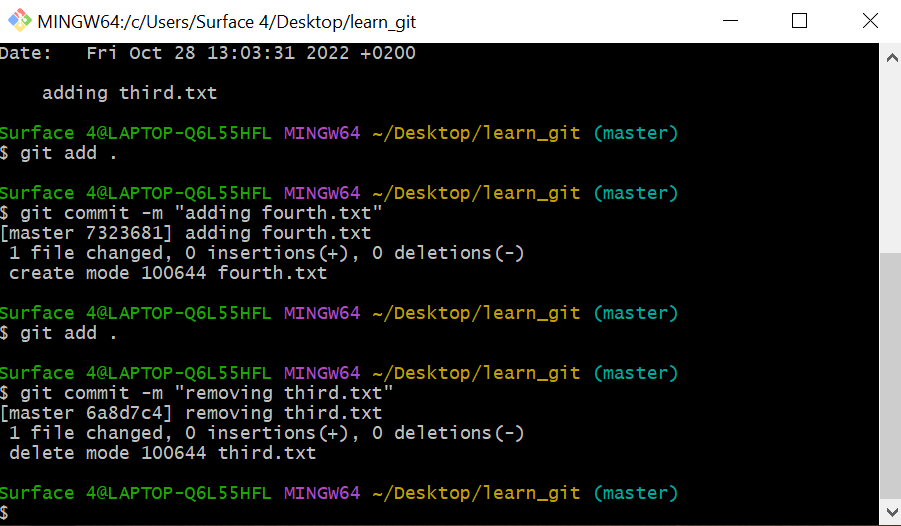 MINGW64:/c/Users/Surface 4/Desktop/learn_git
Date:   Fri Oct 28 13:03:31 2022 +0200
    adding third.txt
Surface 4@LAPTOP-Q6L55HFL MINGW64 ~/Desktop/learn_git (master)
$ git add .
Surface 4@LAPTOP-Q6L55HFL MINGW64 ~/Desktop/learn_git (master)
$ git commit -m "adding fourth.txt"
[master 7323681] adding fourth.txt
 1 file changed, 0 insertions(+), 0 deletions(-)
 create mode 100644 fourth.txt
Surface 4@LAPTOP-Q6L55HFL MINGW64 ~/Desktop/learn_git (master)
$ git add .
Surface 4@LAPTOP-Q6L55HFL MINGW64 ~/Desktop/learn_git (master)
$ git commit -m "removing third.txt"
[master 6a8d7c4] removing third.txt
 1 file changed, 0 insertions(+), 0 deletions(-)
 delete mode 100644 third.txt
Surface 4@LAPTOP-Q6L55HFL MINGW64 ~/Desktop/learn_git (master)
$